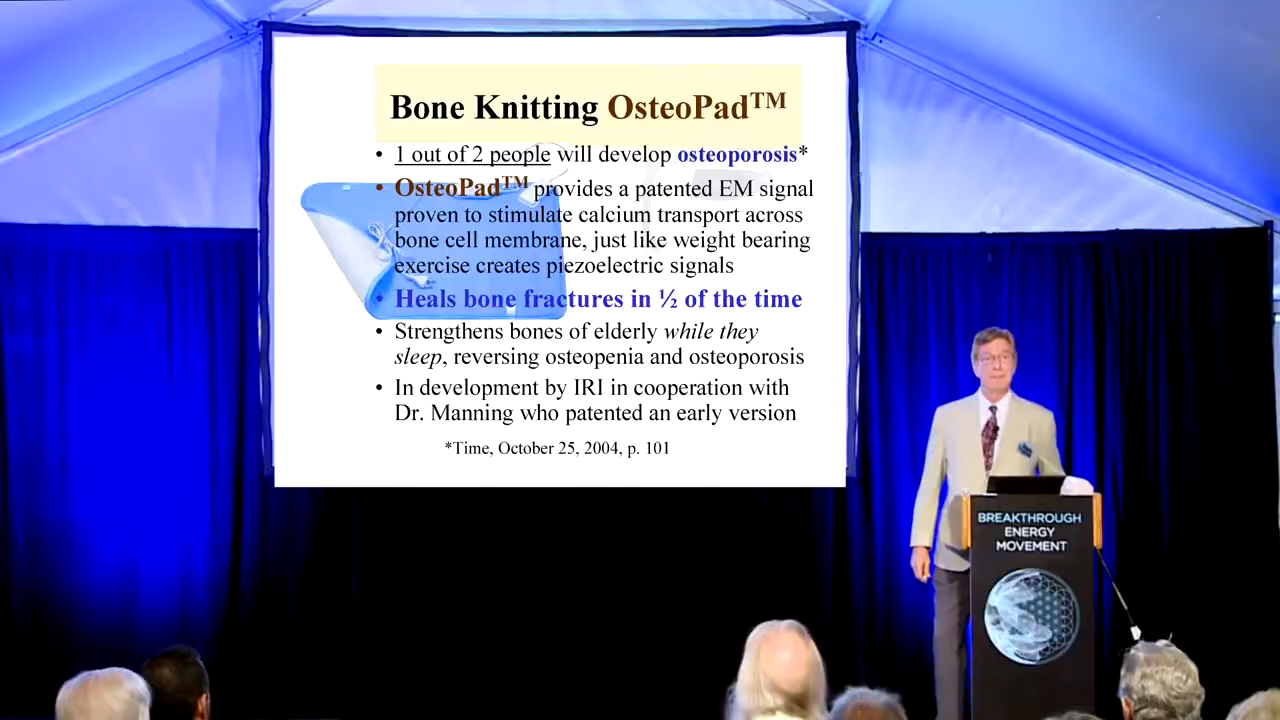 Bone Knitting OsteoPad™
• 1 out of 2 people will develop osteoporosis*
• OsteoPad™ provides a patented EM signal
proven to stimulate calcium transport across
bone cell membrane, just like weight bearing
exercise creates piezoelectric signals
• Heals bone fractures in ½ of the time
• Strengthens bones of elderly while they
sleep, reversing osteopenia and osteoporosis
• In development by IRI in cooperation with
Dr. Manning who patented an early version
*Time, October 25, 2004, p. 101
BREAKTHROUGH
ENERGY
MOVEMENT